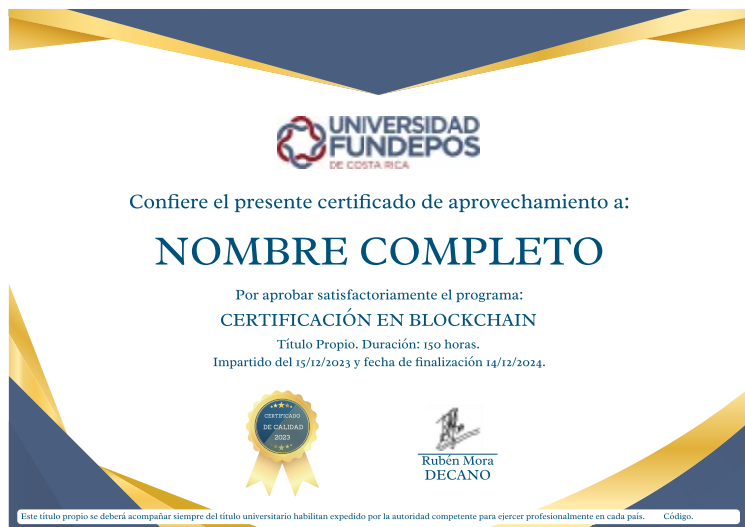 UNIVERSIDAD
FUNDEPOS
DE COSTA RICA
Confiere el presente certificado de aprovechamiento a:
NOMBRE COMPLETO
Por aprobar satisfactoriamente el programa:
CERTIFICACIÓN EN BLOCKCHAIN
Título Propio. Duración: 150 horas.
Impartido del 15/12/2023 y fecha de finalización 14/12/2024.
CERTIFICADO
DE CALIDAD
2023
Rubén Mora
DECANO
Este título propio se deberá acompañar siempre del título universitario habilitan expedido por la autoridad competente para ejercer profesionalmente en cada país. Código.